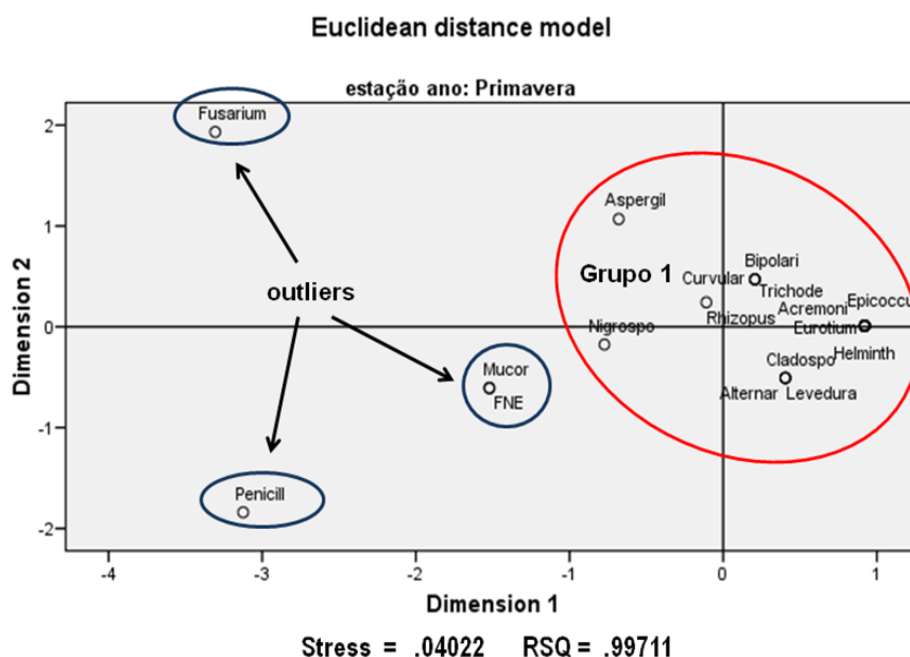 Euclidean distance model
estação ano: Primavera
Fusarium
Aspergil
Grupo 1
Bipolari
Curvular
Trichode
Epicoccu
Acremoni
Rhizopus
Eurotium
Nigrospo
Helminth
Cladospo
Alternar Levedura
outliers
Mucor
FNE
Penicill
2
1
0
-1
-2
Dimension 2
-4 -3 -2 -1 0 1
Dimension 1
Stress = .04022 RSQ = .99711